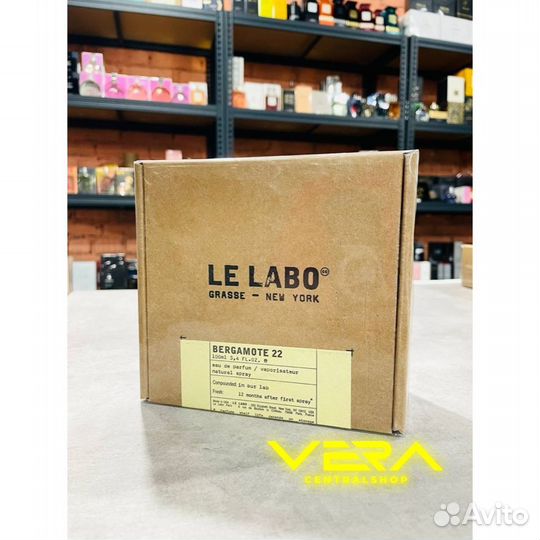 LE LABO
GRASSE – NEW YORK
BERGAMOTE 22
100ml 3,4 FL.OZ. ℮
eau de parfum / vaporisateur
natural spray
Compounded in our lab
Fresh 12 months after first spray*
VERA
CENTRALSHOP
Avito